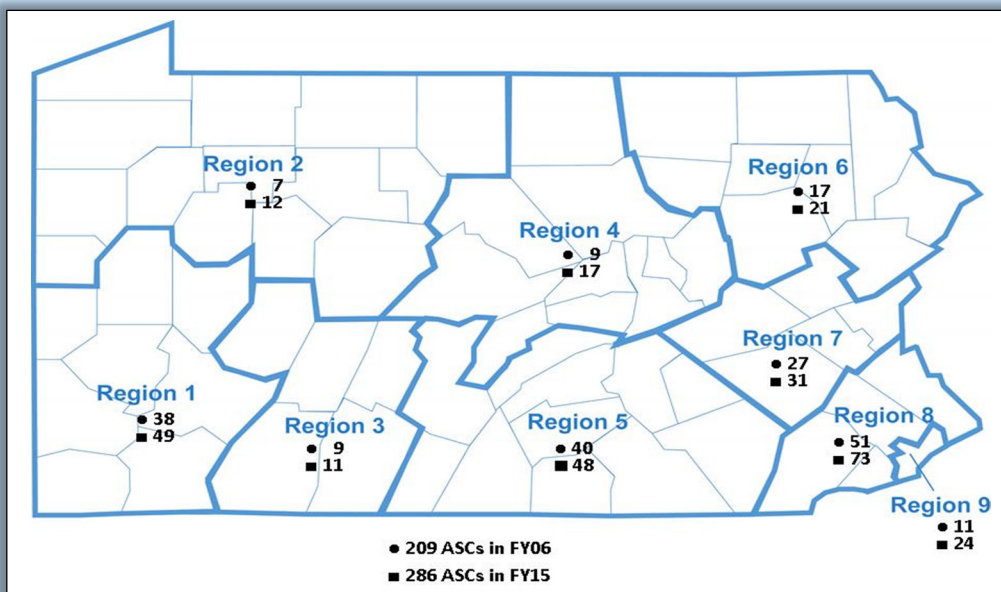 Region 2
● 7
■ 12
Region 6
● 17
■ 21
Region 4
● 9
■ 17
Region 7
● 27
■ 31
Region 1
● 38
■ 49
Region 3
● 9
■ 11
Region 5
● 40
■ 48
Region 8
● 51
■ 73
Region 9
● 11
■ 24
● 209 ASCs in FY06
■ 286 ASCs in FY15